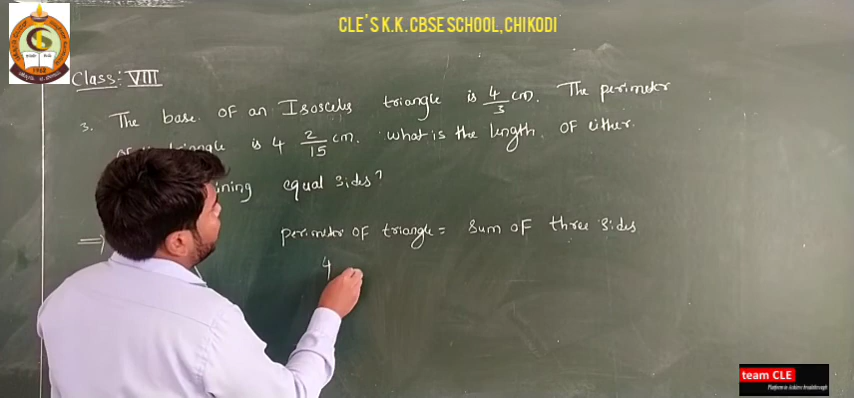 CLE'S K.K. CBSE SCHOOL, CHIKODI
Class: VIII
3. The base of an Isosceles triangle is 4/3 cm. The perimeter
triangle is 4 2/15 cm. what is the length of either
ining equal sides?
⇒ perimeter of triangle = sum of three sides
4
team CLE